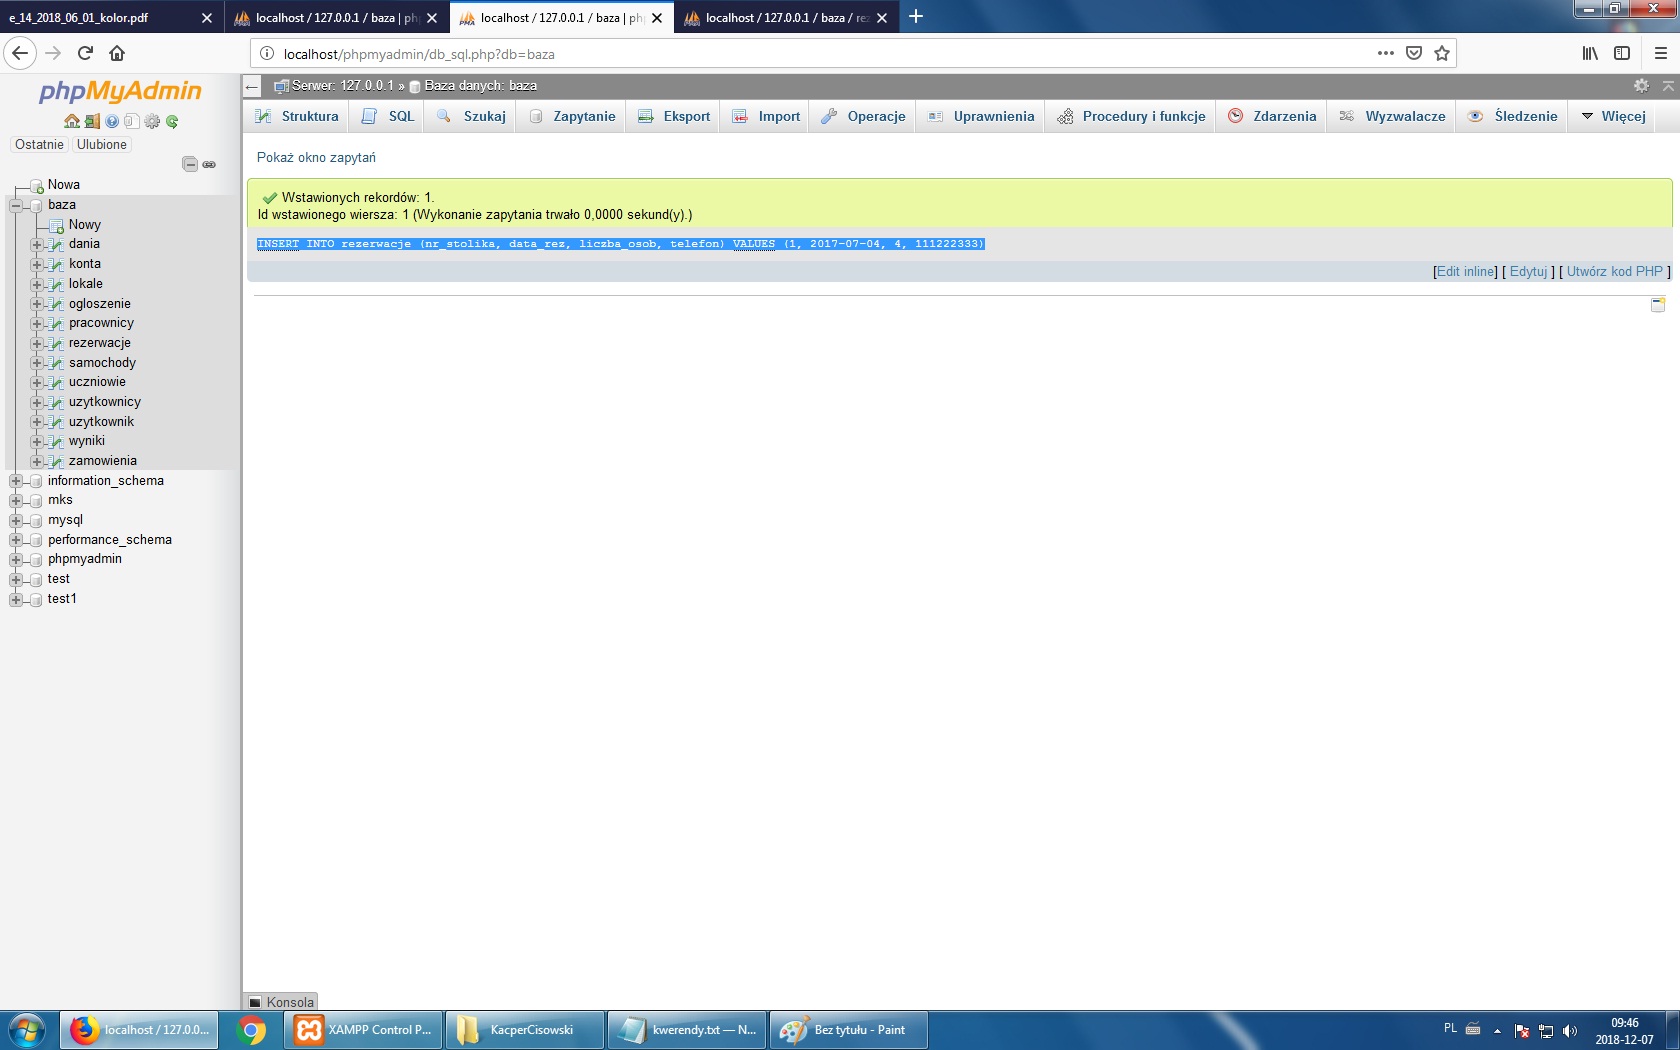 e_14_2018_06_01_kolor.pdf
localhost / 127.0.0.1 / baza | ph
localhost / 127.0.0.1 / baza | ph
localhost / 127.0.0.1 / baza / re
localhost/phpmyadmin/db_sql.php?db=baza
phpMyAdmin
Ostatnie Ulubione
Nowa
baza
Nowy
dania
konta
lokale
ogloszenie
pracownicy
rezerwacje
samochody
uczniowie
uzytkownicy
uzytkownik
wyniki
zamowienia
information_schema
mks
mysql
performance_schema
phpmyadmin
test
test1
Serwer: 127.0.0.1 » Baza danych: baza
Struktura SQL Szukaj Zapytanie Eksport Import Operacje Uprawnienia Procedury i funkcje Zdarzenia Wyzwalacze Śledzenie Więcej
Pokaż okno zapytań
Wstawionych rekordów: 1.
Id wstawionego wiersza: 1 (Wykonanie zapytania trwało 0,0000 sekund(y).)
INSERT INTO rezerwacje (nr_stolika, data_rez, liczba_osob, telefon) VALUES (1, 2017-07-04, 4, 111222333)
[Edit inline] [ Edytuj ] [ Utwórz kod PHP ]
Konsola
localhost / 127.0.0... XAMPP Control P... KacperCisowski kwerendy.txt — N... Bez tytułu - Paint
PL
09:46
2018-12-07